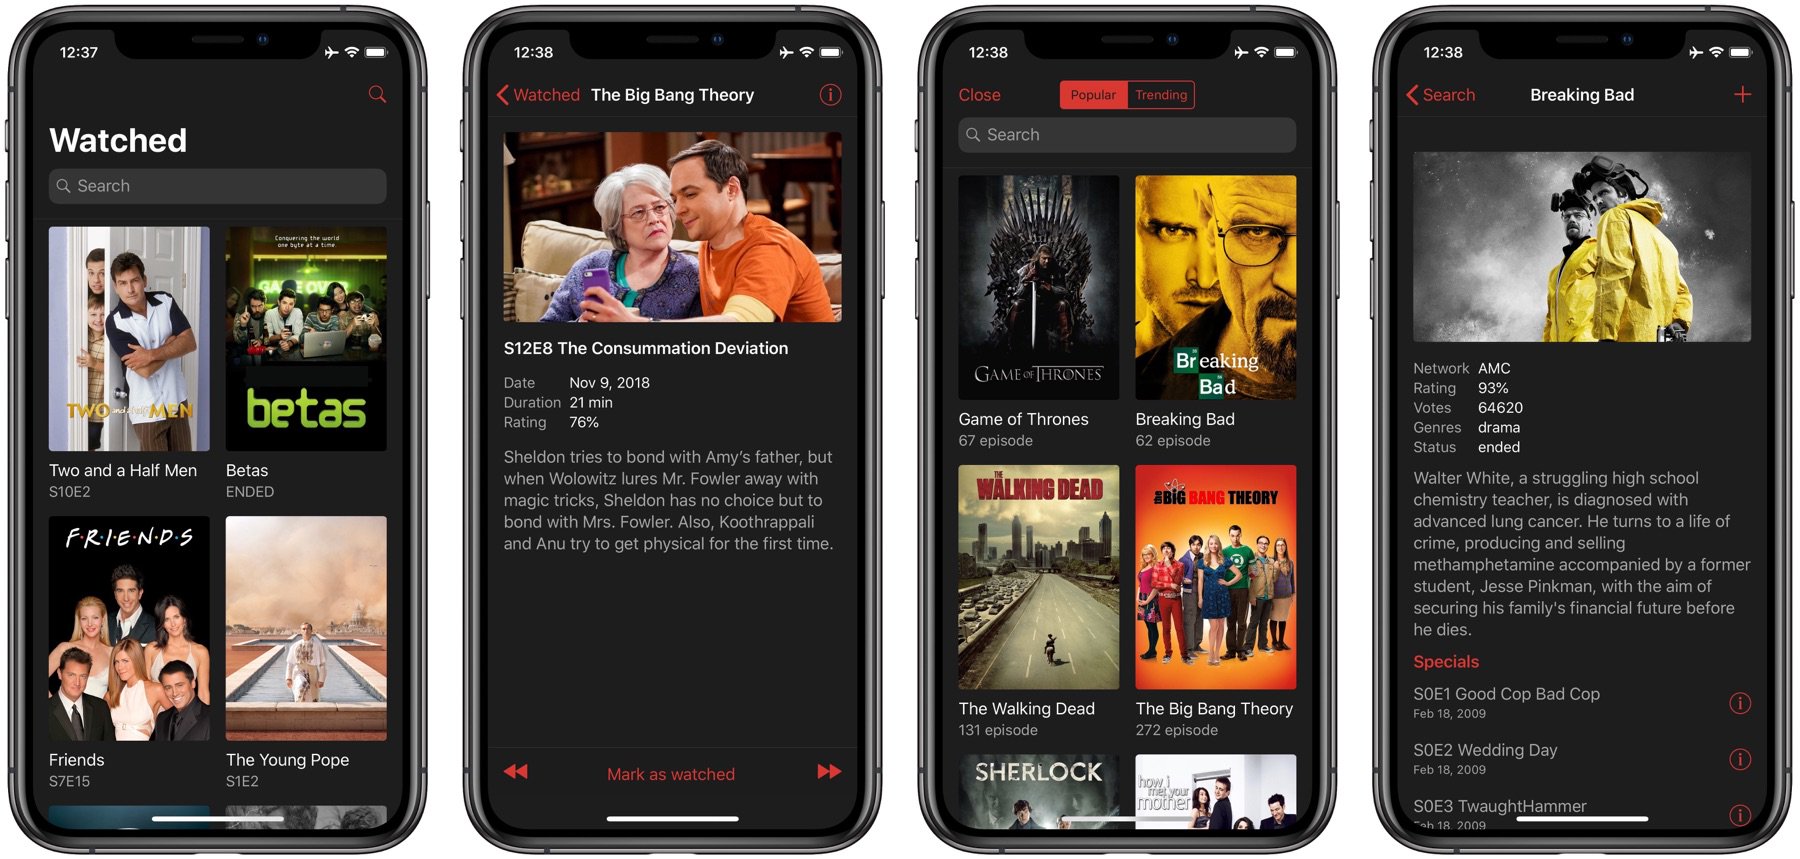 12:37
Watched
Search
Conquering the world
one byte at a time.
GAME OVER
TWO and a half MEN
betas
Two and a Half Men
Betas
S10E2
ENDED
F·R·I·E·N·D·S
Friends
The Young Pope
S7E15
S1E2
12:38
Watched
The Big Bang Theory
S12E8 The Consummation Deviation
Date Nov 9, 2018
Duration 21 min
Rating 76%
Sheldon tries to bond with Amy’s father, but
when Wolowitz lures Mr. Fowler away with
magic tricks, Sheldon has no choice but to
bond with Mrs. Fowler. Also, Koothrappali
and Anu try to get physical for the first time.
Mark as watched
12:38
Close
Popular
Trending
Search
GAME OF THRONES
Breaking
Bad
Game of Thrones
Breaking Bad
67 episode
62 episode
THE
WALKING DEAD
THE BIG BANG THEORY
The Walking Dead
The Big Bang Theory
131 episode
272 episode
SHERLOCK
how i
met your
mother
12:38
Search
Breaking Bad
Network AMC
Rating 93%
Votes 64620
Genres drama
Status ended
Walter White, a struggling high school
chemistry teacher, is diagnosed with
advanced lung cancer. He turns to a life of
crime, producing and selling
methamphetamine accompanied by a former
student, Jesse Pinkman, with the aim of
securing his family's financial future before
he dies.
Specials
S0E1 Good Cop Bad Cop
Feb 18, 2009
S0E2 Wedding Day
Feb 18, 2009
S0E3 TwaughtHammer
Feb 18, 2009